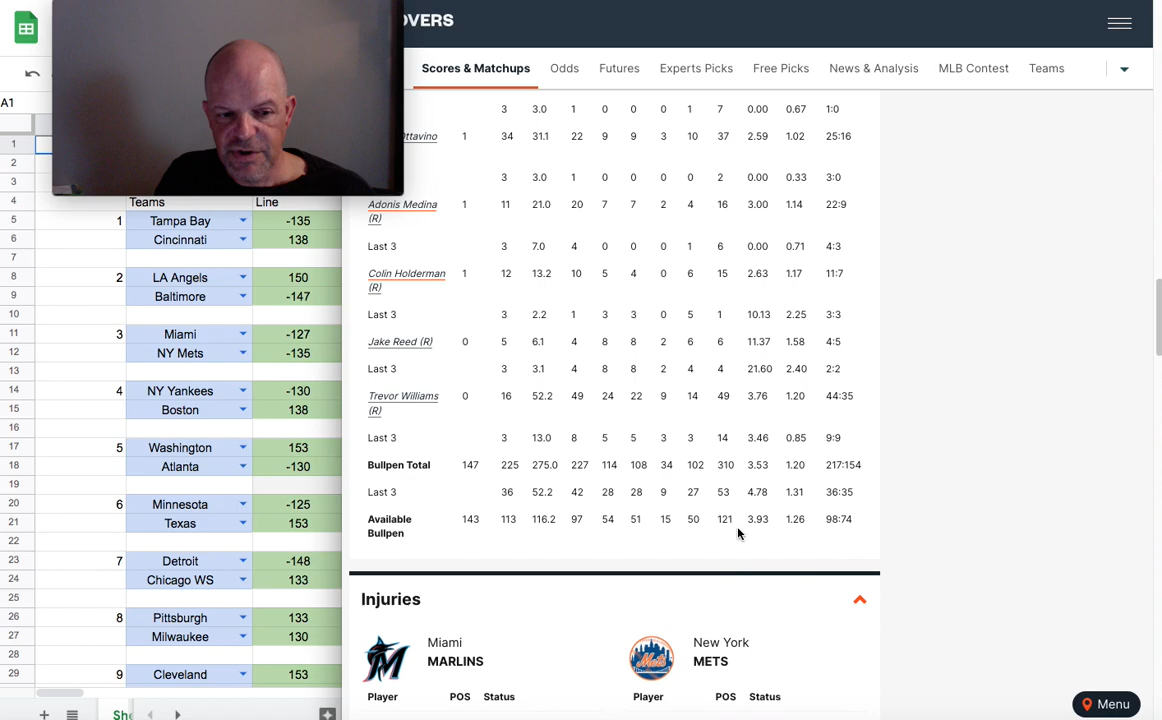 OVERS
Scores & Matchups Odds Futures Experts Picks Free Picks News & Analysis MLB Contest Teams
A1
3 3.0 1 0 0 0 1 7 0.00 0.67 1:0
Ottavino 1 34 31.1 22 9 9 3 10 37 2.59 1.02 25:16
3 3.0 1 0 0 0 0 2 0.00 0.33 3:0
Adonis Medina 1 11 21.0 20 7 7 2 4 16 3.00 1.14 22:9
(R)
Last 3 3 7.0 4 0 0 0 1 6 0.00 0.71 4:3
Colin Holderman 1 12 13.2 10 5 4 0 6 15 2.63 1.17 11:7
(R)
Last 3 3 2.2 1 3 3 0 5 1 10.13 2.25 3:3
Jake Reed (R) 0 5 6.1 4 8 8 2 6 6 11.37 1.58 4:5
Last 3 3 3.1 4 8 8 2 4 4 21.60 2.40 2:2
Trevor Williams 0 16 52.2 49 24 22 9 14 49 3.76 1.20 44:35
(R)
Last 3 3 13.0 8 5 5 3 3 14 3.46 0.85 9:9
Bullpen Total 147 225 275.0 227 114 108 34 102 310 3.53 1.20 217:154
Last 3 36 52.2 42 28 28 9 27 53 4.78 1.31 36:35
Available 143 113 116.2 97 54 51 15 50 121 3.93 1.26 98:74
Bullpen
Injuries
Miami
MARLINS
New York
METS
Player POS Status
Player POS Status
Menu
1
2
3
4 Teams Line
5 1 Tampa Bay -135
6 Cincinnati 138
7
8 2 LA Angels 150
9 Baltimore -147
10
11 3 Miami -127
12 NY Mets -135
13
14 4 NY Yankees -130
15 Boston 138
16
17 5 Washington 153
18 Atlanta -130
19
20 6 Minnesota -125
21 Texas 153
22
23 7 Detroit -148
24 Chicago WS 133
25
26 8 Pittsburgh 133
27 Milwaukee 130
28
29 9 Cleveland 153
She